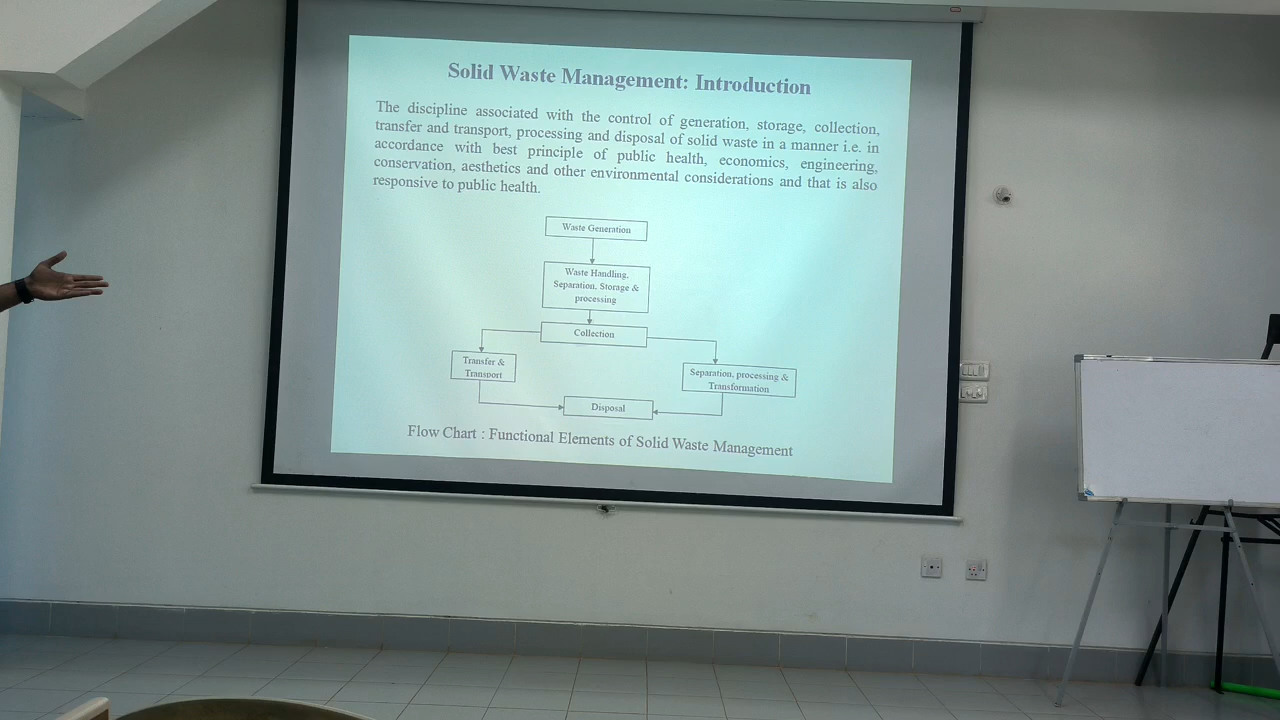 Solid Waste Management: Introduction
The discipline associated with the control of generation, storage, collection,
transfer and transport, processing and disposal of solid waste in a manner i.e. in
accordance with best principle of public health, economics, engineering,
conservation, aesthetics and other environmental considerations and that is also
responsive to public health.
Waste Generation
Waste Handling,
Separation, Storage &
processing
Collection
Transfer &
Transport
Separation, processing &
Transformation
Disposal
Flow Chart : Functional Elements of Solid Waste Management